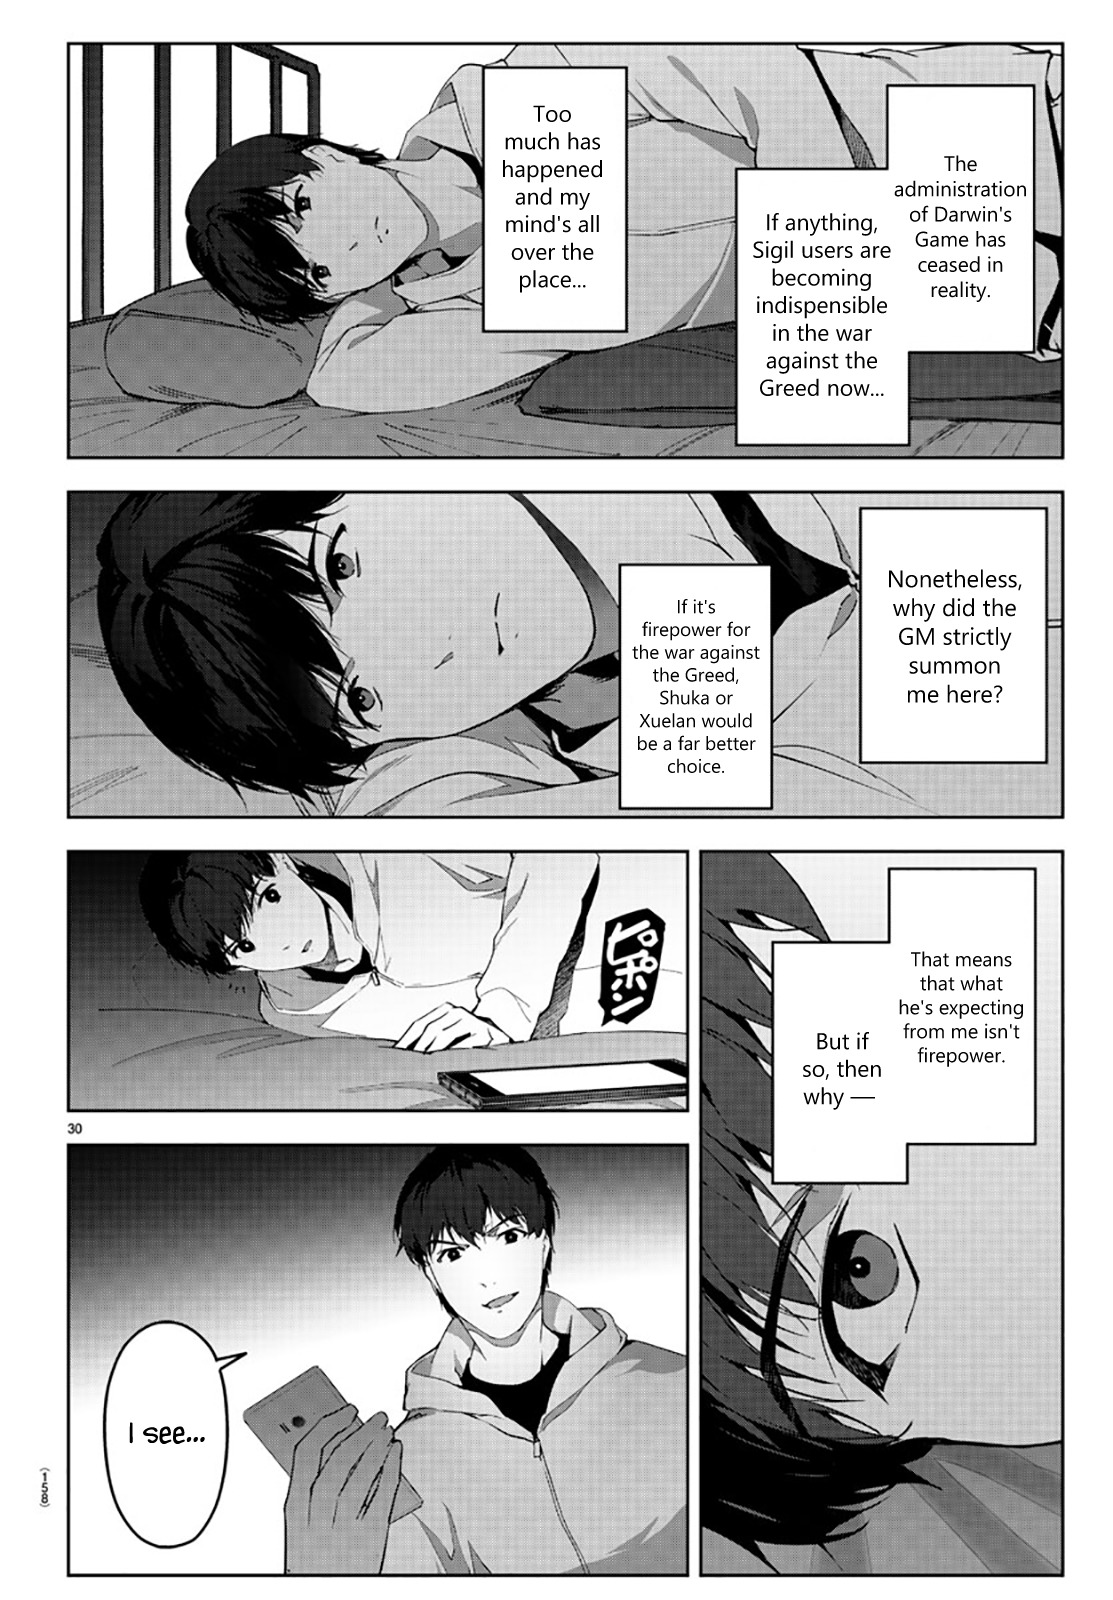 The
administration
of Darwin's
Game has
ceased in
reality.
If anything,
Sigil users are
becoming
indispensible
in the war
against the
Greed now...
Too
much has
happened
and my
mind's all
over the
place...
Nonetheless,
why did the
GM strictly
summon
me here?
If it's
firepower for
the war against
the Greed,
Shuka or
Xuelan would
be a far better
choice.
That means
that what
he's expecting
from me isn't
firepower.
But if
so, then
why —
ピポン
30
I see...
(158)